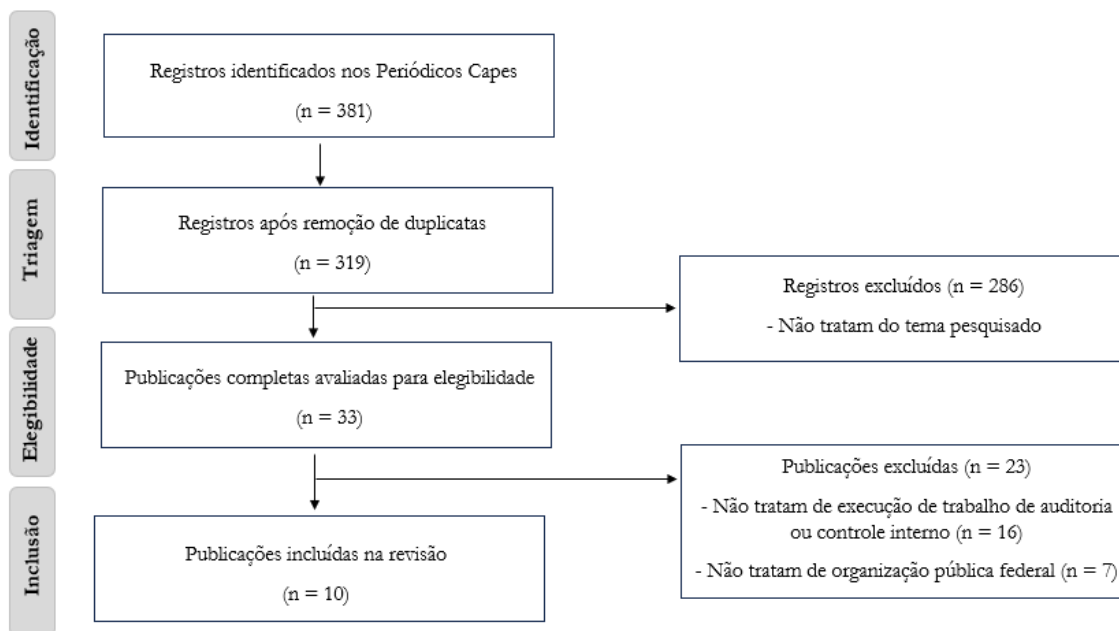 Identificação
Registros identificados nos Periódicos Capes
(n = 381)
Triagem
Registros após remoção de duplicatas
(n = 319)
Registros excluídos (n = 286)
- Não tratam do tema pesquisado
Elegibilidade
Publicações completas avaliadas para elegibilidade
(n = 33)
Publicações excluídas (n = 23)
- Não tratam de execução de trabalho de auditoria
ou controle interno (n = 16)
- Não tratam de organização pública federal (n = 7)
Inclusão
Publicações incluídas na revisão
(n = 10)